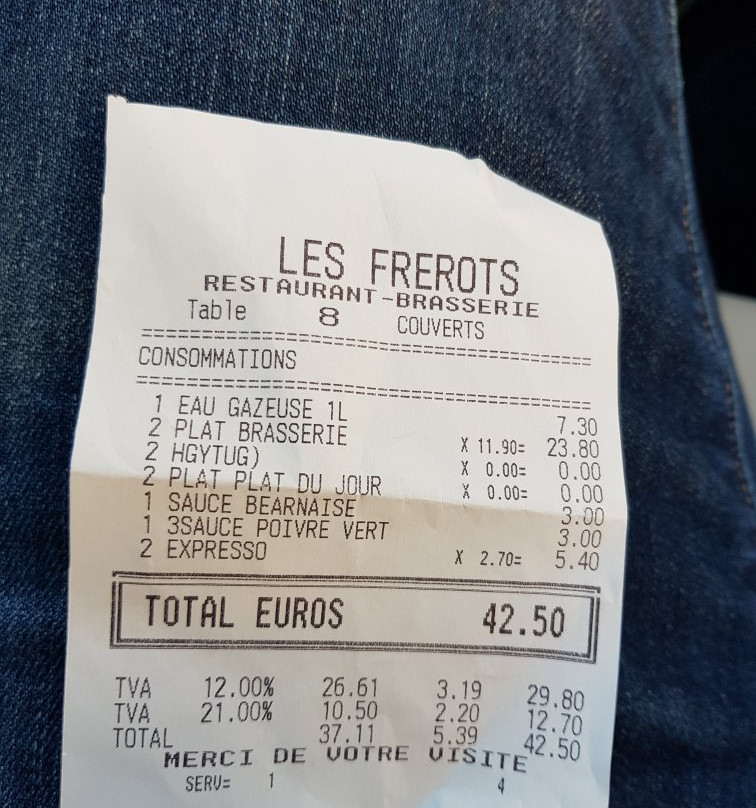 LES FREROTS
RESTAURANT-BRASSERIE
Table 8 COUVERTS
==========================================
CONSOMMATIONS
==========================================
1 EAU GAZEUSE 1L 7.30
2 PLAT BRASSERIE X 11.90= 23.80
2 HGYTUG) X 0.00= 0.00
2 PLAT PLAT DU JOUR X 0.00= 0.00
1 SAUCE BEARNAISE 3.00
1 3SAUCE POIVRE VERT 3.00
2 EXPRESSO X 2.70= 5.40
TOTAL EUROS 42.50
TVA 12.00% 26.61 3.19 29.80
TVA 21.00% 10.50 2.20 12.70
TOTAL 37.11 5.39 42.50
MERCI DE VOTRE VISITE
SERV= 1 4